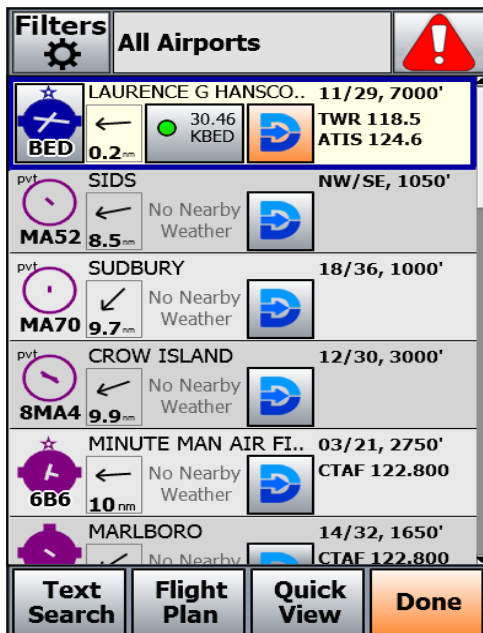 Filters
All Airports
LAURENCE G HANSCO.. 11/29, 7000'
30.46 TWR 118.5
KBED ATIS 124.6
BED 0.2nm
pvt SIDS NW/SE, 1050'
No Nearby
Weather
MA52 8.5nm
pvt SUDBURY 18/36, 1000'
No Nearby
Weather
MA70 9.7nm
pvt CROW ISLAND 12/30, 3000'
No Nearby
Weather
8MA4 9.9nm
MINUTE MAN AIR FI.. 03/21, 2750'
No Nearby CTAF 122.800
Weather
6B6 10nm
MARLBORO 14/32, 1650'
No Nearby CTAF 122.800
Text Search
Flight Plan
Quick View
Done